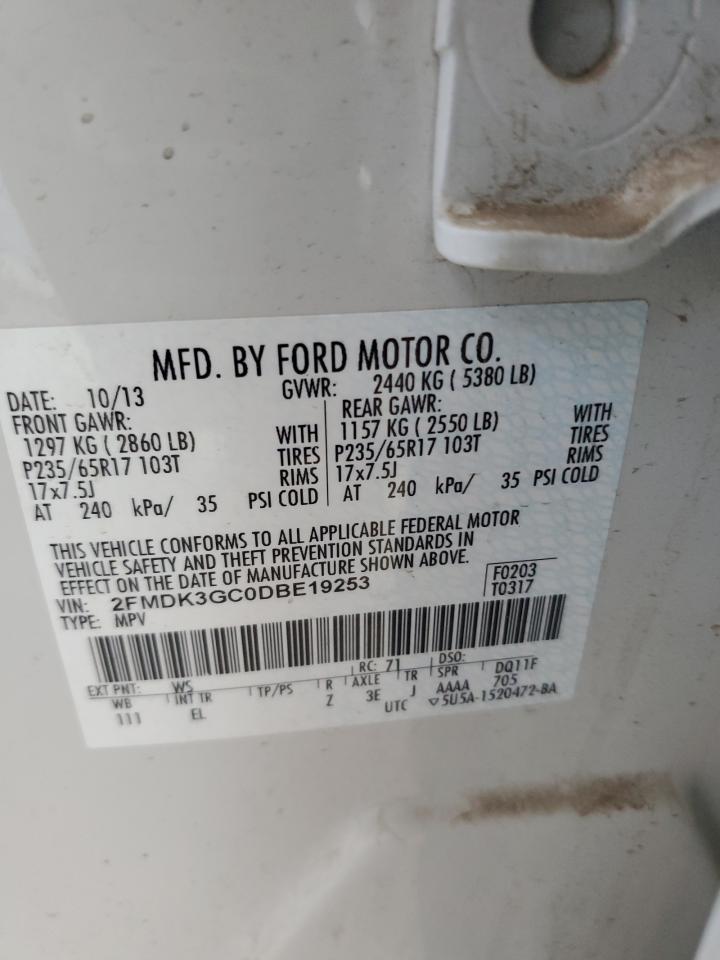 MFD. BY FORD MOTOR CO.
DATE: 10/13
GVWR: 2440 KG ( 5380 LB)
FRONT GAWR:
1297 KG ( 2860 LB) WITH
P235/65R17 103T TIRES
17x7.5J RIMS
AT 240 kPa/ 35 PSI COLD
REAR GAWR:
1157 KG ( 2550 LB) WITH
P235/65R17 103T TIRES
17x7.5J RIMS
AT 240 kPa/ 35 PSI COLD
THIS VEHICLE CONFORMS TO ALL APPLICABLE FEDERAL MOTOR
VEHICLE SAFETY AND THEFT PREVENTION STANDARDS IN
EFFECT ON THE DATE OF MANUFACTURE SHOWN ABOVE.
VIN: 2FMDK3GC0DBE19253
TYPE: MPV
F0203
T0317
EXT PNT: WS RC: 71 DSO:
WB INT TR TP/PS R AXLE TR SPR DQ11F
111 EL Z 3E J AAAA 705
UTC ▽5U5A-1520472-BA